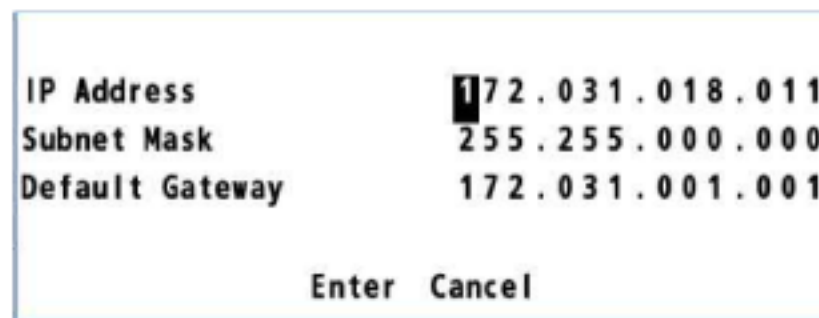 IP Address 172.031.018.011
Subnet Mask 255.255.000.000
Default Gateway 172.031.001.001
Enter Cancel